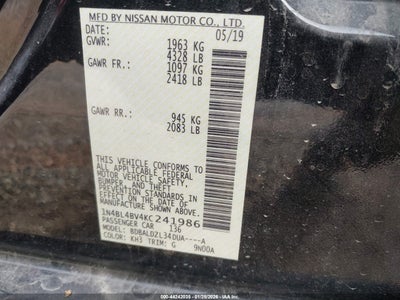 MFD BY NISSAN MOTOR CO., LTD.
DATE: 05/19
GVWR: 1963 KG
4328 LB
GAWR FR: 1097 KG
2418 LB
GAWR RR: 945 KG
2083 LB
THIS VEHICLE CONFORMS TO
ALL APPLICABLE FEDERAL
MOTOR VEHICLE SAFETY,
BUMPER, AND THEFT
PREVENTION STANDARDS IN
EFFECT ON THE DATE OF
MANUFACTURE SHOWN ABOVE.
1N4BL4BV4KC241986
PASSENGER CAR 136
MODEL: BDBALDZL34DUA----A
COLOR: KH3 TRIM: G 9N00A
000-44242035 - 01/29/2026 - IAAI